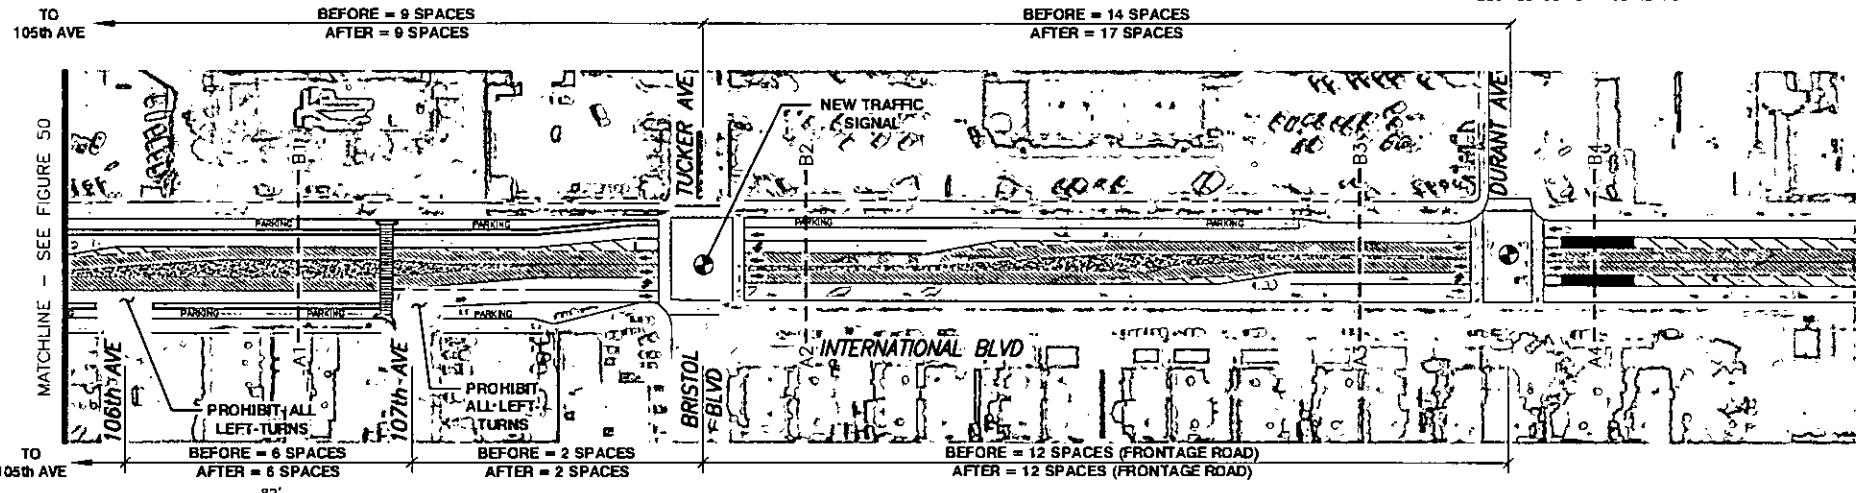 TO
105th AVE
BEFORE = 9 SPACES
AFTER = 9 SPACES
BEFORE = 14 SPACES
AFTER = 17 SPACES
MATCHLINE - SEE FIGURE 50
B1
TUCKER AVE
NEW TRAFFIC
SIGNAL
B2
B3
DURANT AVE
B4
PARKING
PARKING
PARKING
PARKING
PARKING
PARKING
PARKING
106th AVE
A1
107th AVE
BRISTOL
BLVD
A2
INTERNATIONAL BLVD
A3
A4
PROHIBIT ALL
LEFT-TURNS
PROHIBIT
ALL LEFT
TURNS
TO
105th AVE
BEFORE = 6 SPACES
AFTER = 6 SPACES
BEFORE = 2 SPACES
AFTER = 2 SPACES
BEFORE = 12 SPACES (FRONTAGE ROAD)
AFTER = 12 SPACES (FRONTAGE ROAD)